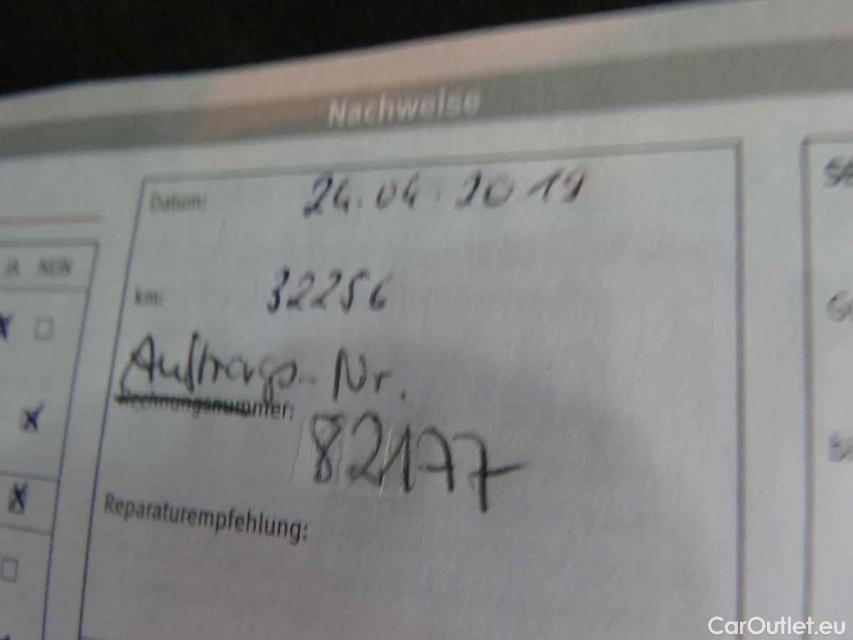 Nachweise
Datum: 24.04.2019
JA NEIN
km: 32256
Auftrags-Nr.
Rechnungsnummer:
82177
Reparaturempfehlung:
CarOutlet.eu